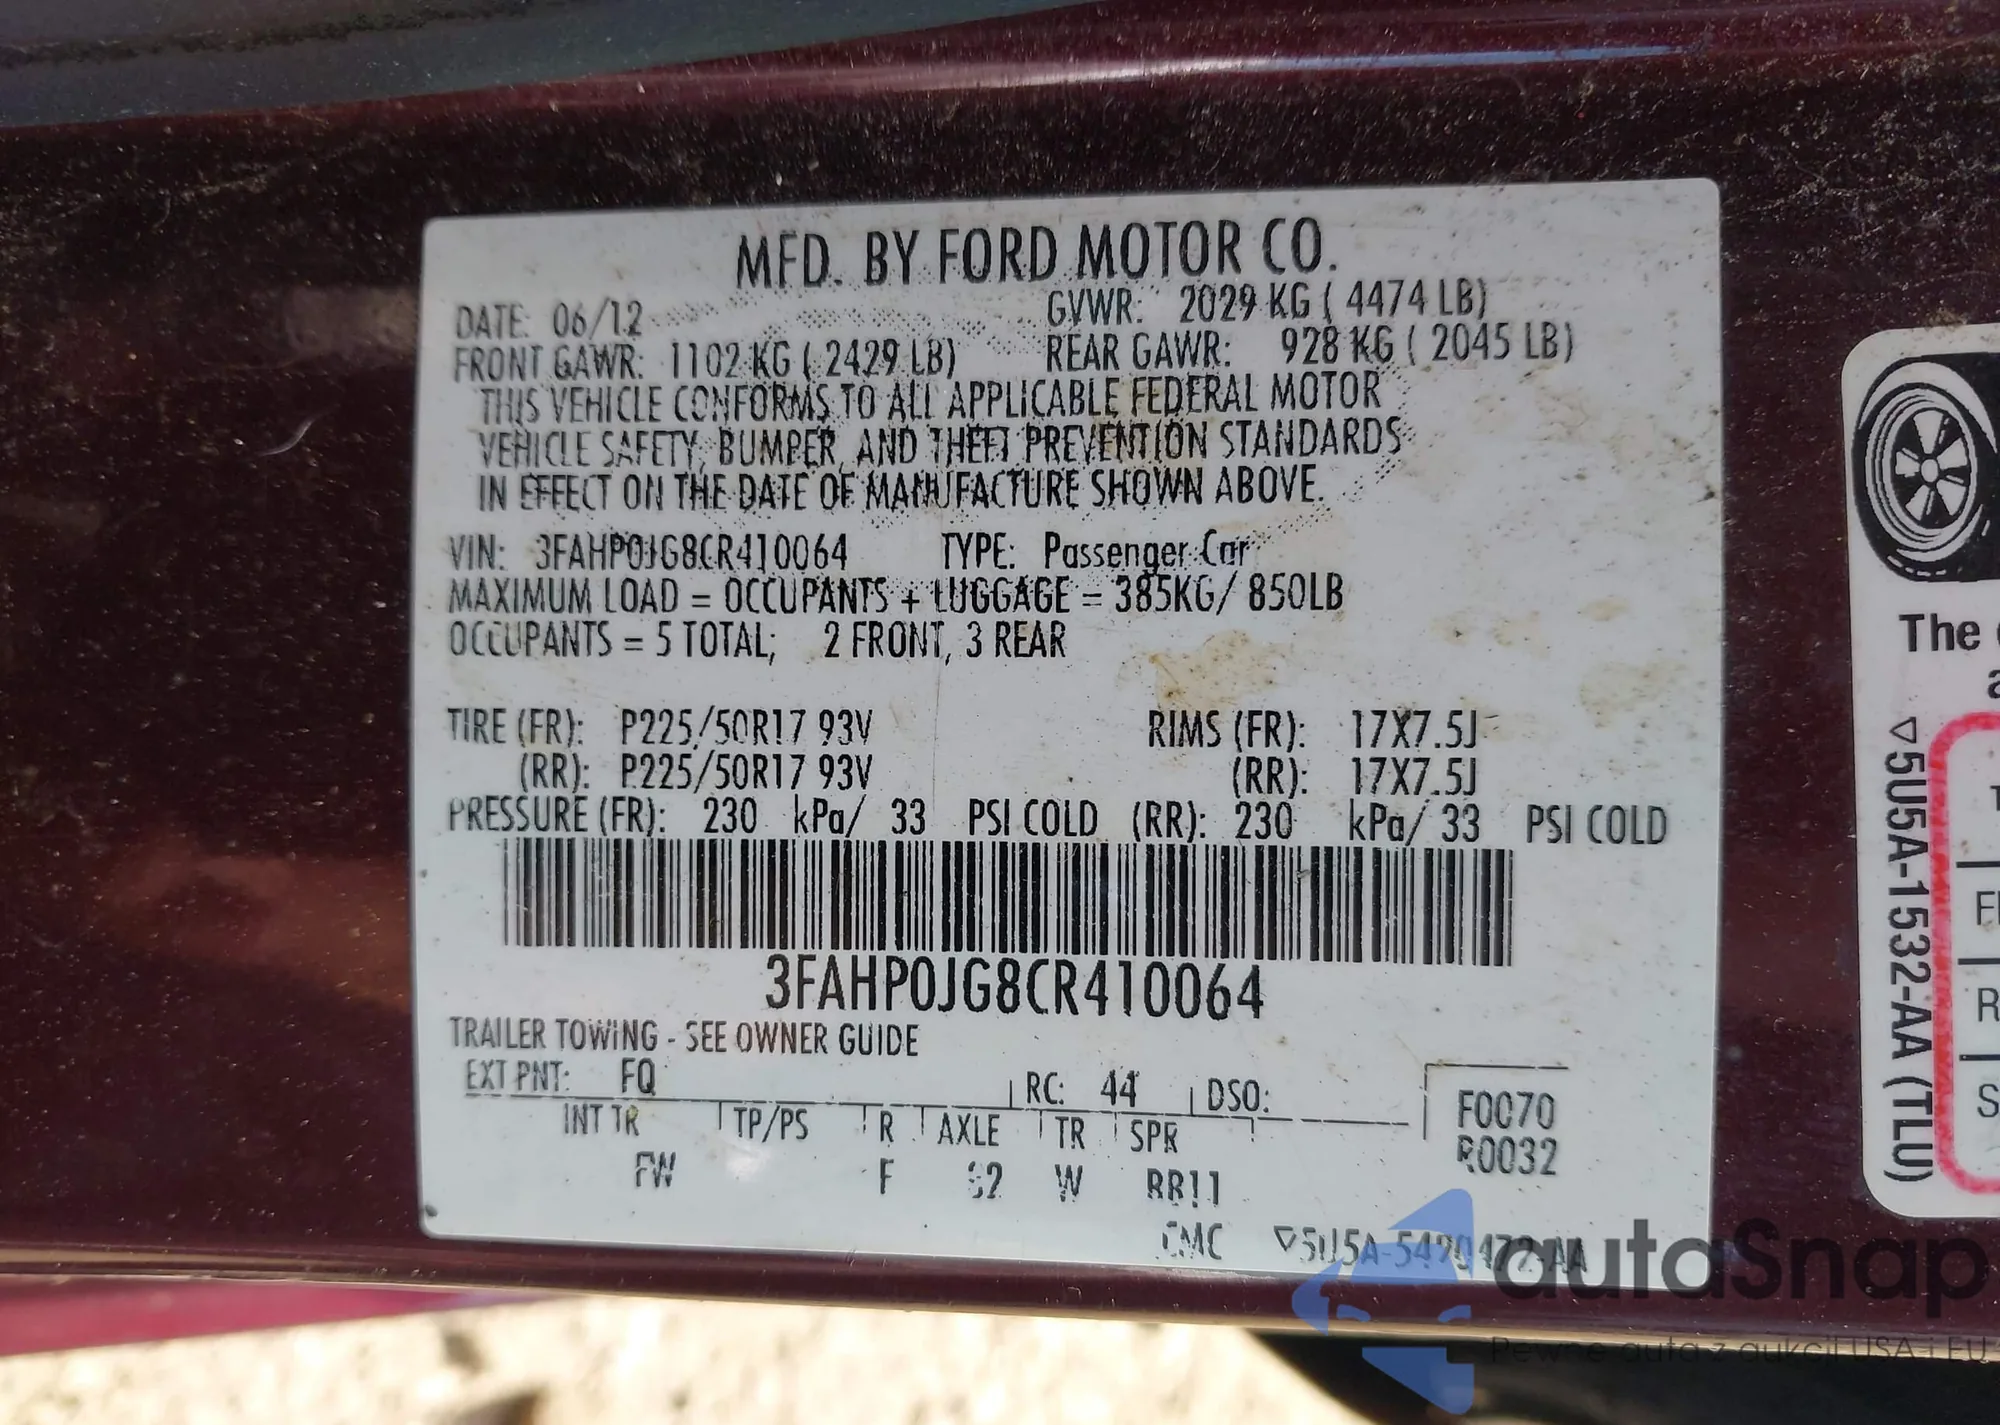 MFD. BY FORD MOTOR CO.
DATE: 06/12 GVWR: 2029 KG ( 4474 LB)
FRONT GAWR: 1102 KG ( 2429 LB) REAR GAWR: 928 KG ( 2045 LB)
THIS VEHICLE CONFORMS TO ALL APPLICABLE FEDERAL MOTOR
VEHICLE SAFETY, BUMPER, AND THEFT PREVENTION STANDARDS
IN EFFECT ON THE DATE OF MANUFACTURE SHOWN ABOVE.
VIN: 3FAHP0JG8CR410064 TYPE: Passenger Car
MAXIMUM LOAD = OCCUPANTS + LUGGAGE = 385KG/ 850LB
OCCUPANTS = 5 TOTAL; 2 FRONT, 3 REAR
TIRE (FR): P225/50R17 93V RIMS (FR): 17X7.5J
(RR): P225/50R17 93V (RR): 17X7.5J
PRESSURE (FR): 230 kPa/ 33 PSI COLD (RR): 230 kPa/ 33 PSI COLD
3FAHP0JG8CR410064
TRAILER TOWING - SEE OWNER GUIDE
EXT PNT: FQ RC: 44 DSO:
F0070
R0032
INT TR TP/PS R AXLE TR SPR
FW F W
CMC
The
5U5A-1532-AA (TLU)
autaSnap
Pewne auta z aukcji USA i EU